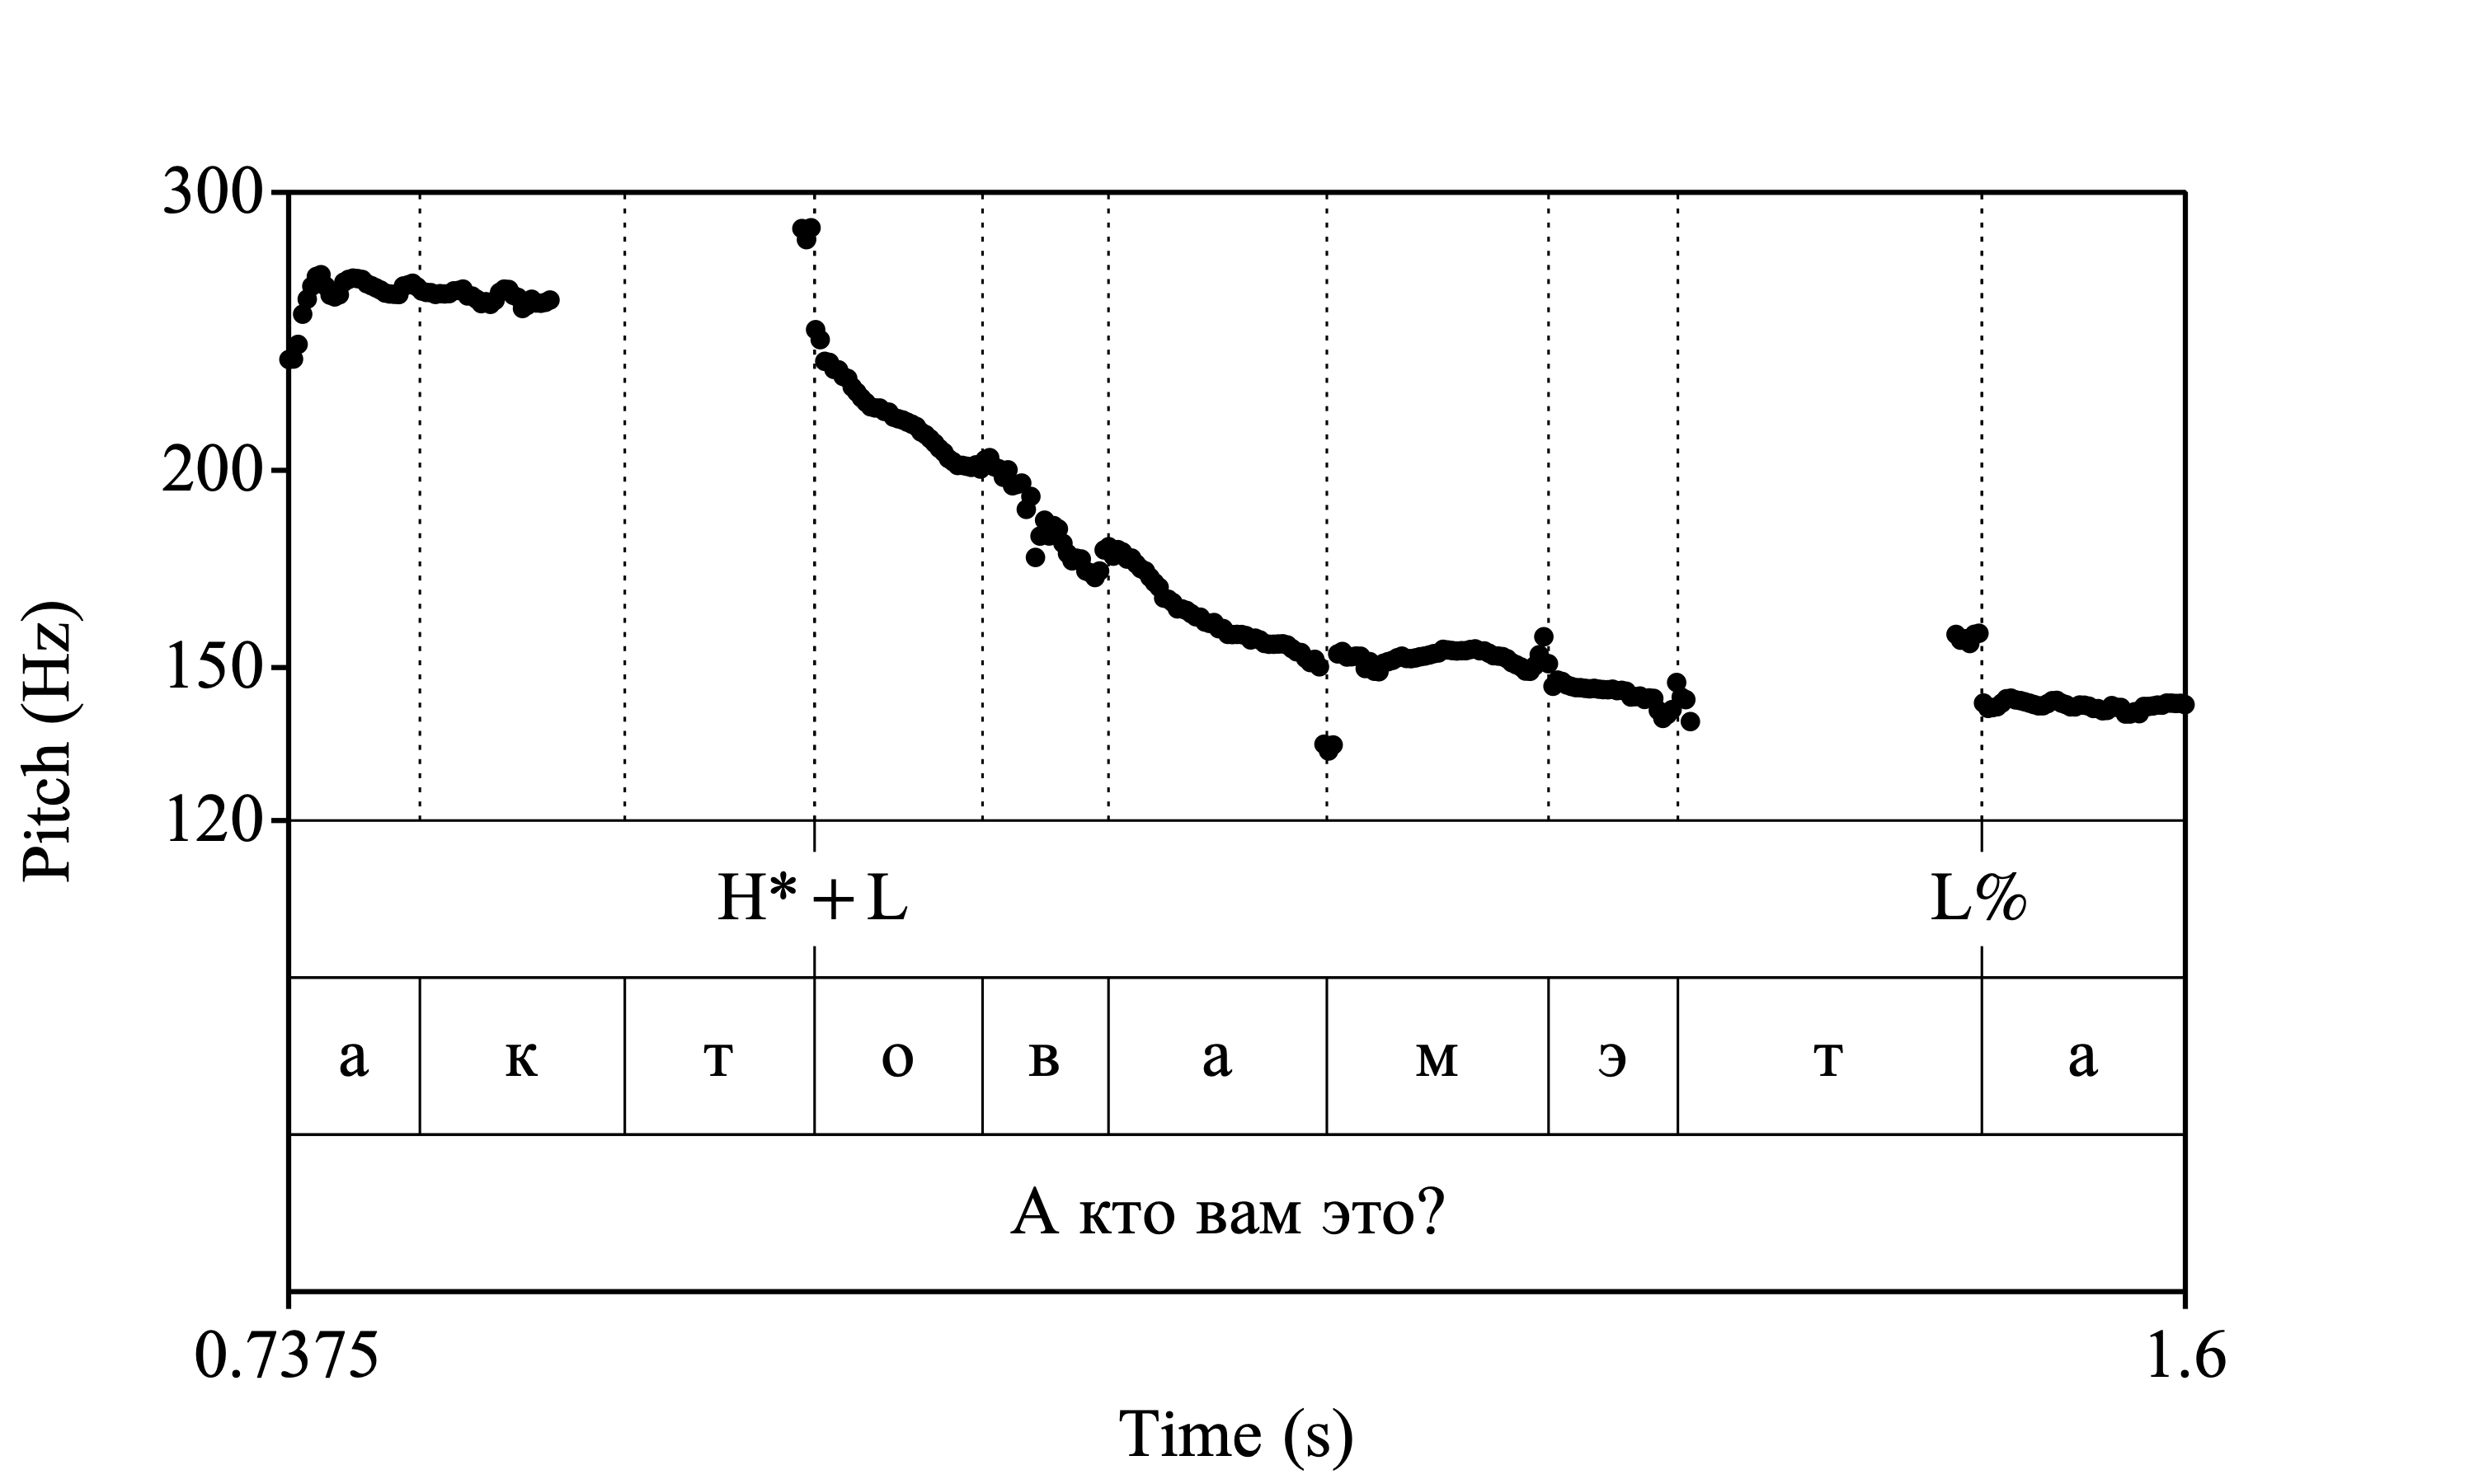 300
200
150
120
Pitch (Hz)
H*+L L%
а к т о в а м э т а
А кто вам это?
0.7375 1.6
Time (s)